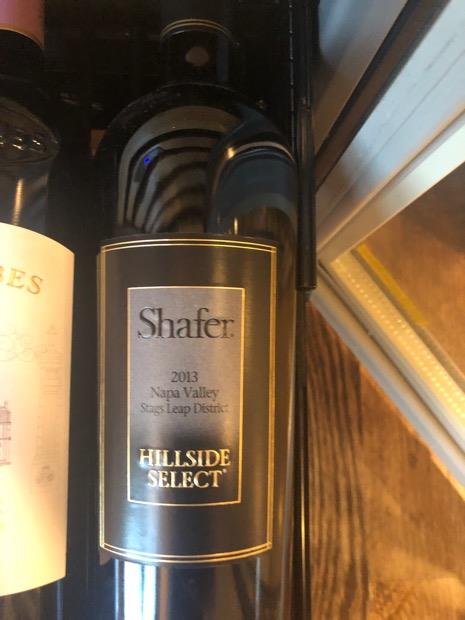 BES
Shafer.
2013
Napa Valley
Stags Leap District
HILLSIDE
SELECT®